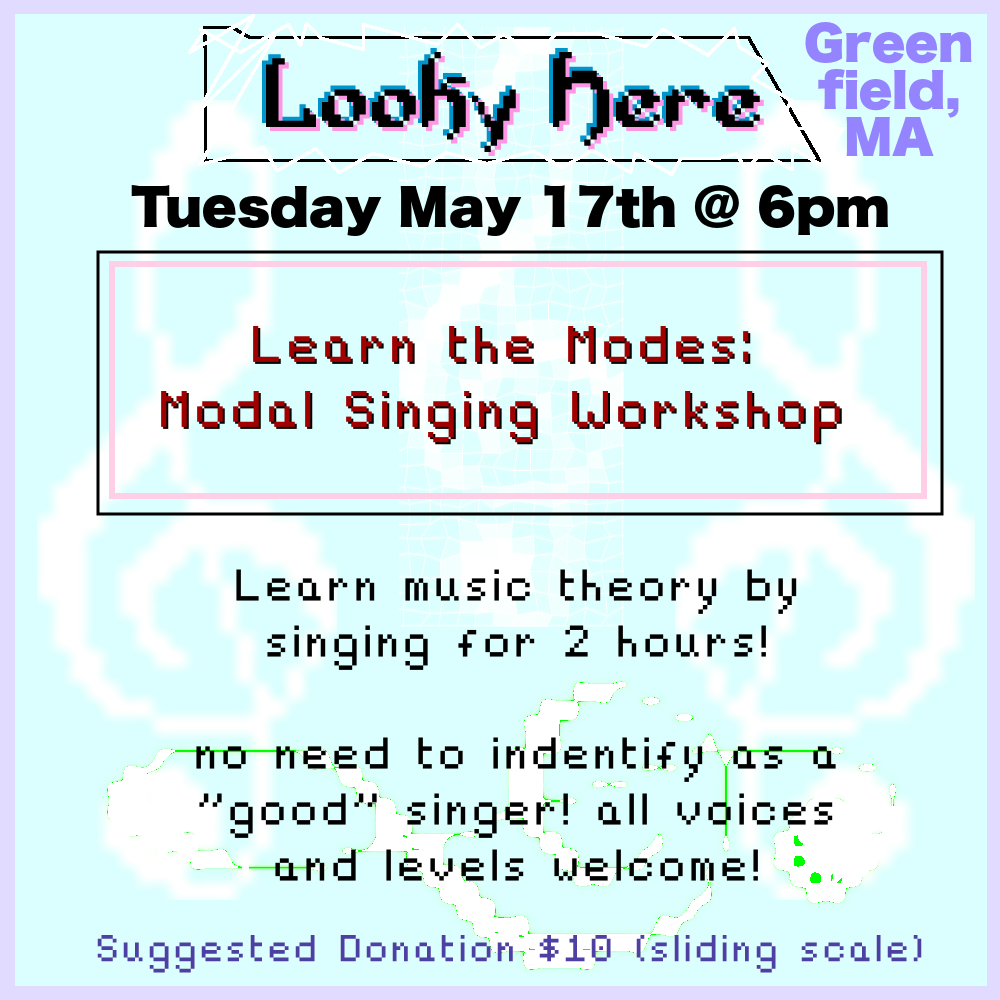 Looky here
Green
field,
MA
Tuesday May 17th @ 6pm
Learn the Modes:
Modal Singing Workshop
Learn music theory by
singing for 2 hours!
no need to indentify as a
"good" singer! all voices
and levels welcome!
Suggested Donation $10 (sliding scale)